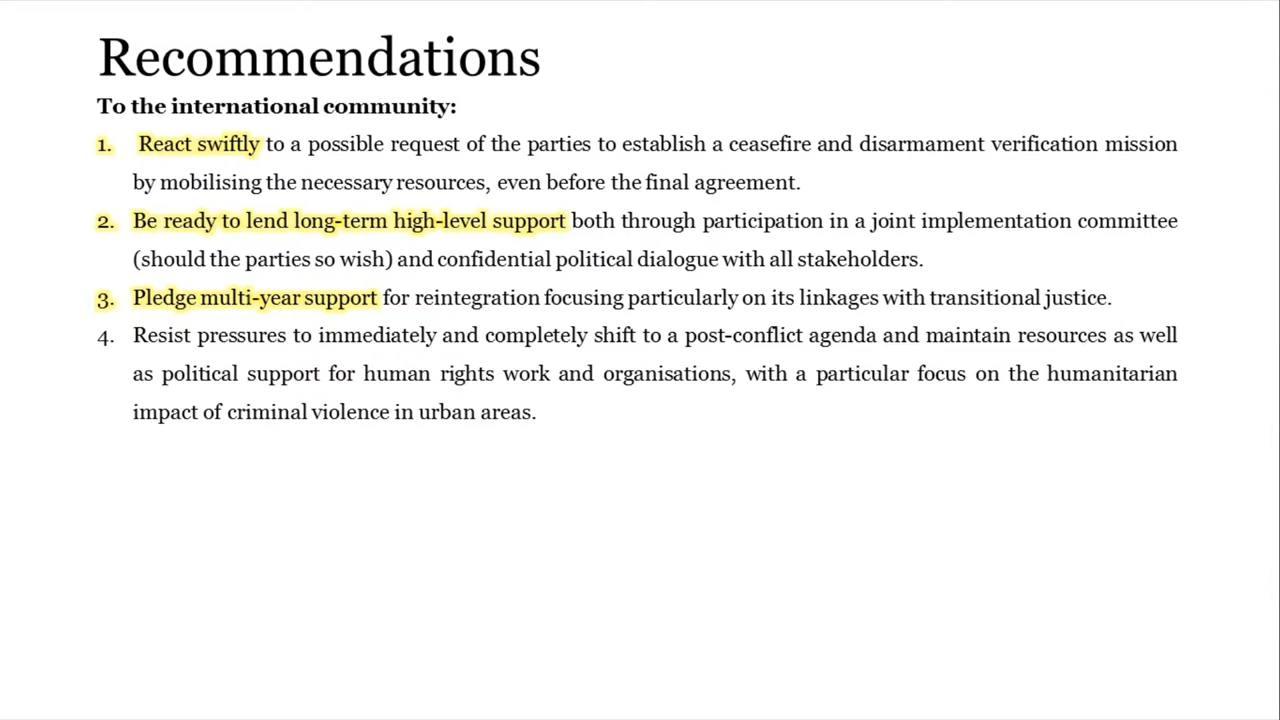 Recommendations
To the international community:
1. React swiftly to a possible request of the parties to establish a ceasefire and disarmament verification mission
by mobilising the necessary resources, even before the final agreement.
2. Be ready to lend long-term high-level support both through participation in a joint implementation committee
(should the parties so wish) and confidential political dialogue with all stakeholders.
3. Pledge multi-year support for reintegration focusing particularly on its linkages with transitional justice.
4. Resist pressures to immediately and completely shift to a post-conflict agenda and maintain resources as well
as political support for human rights work and organisations, with a particular focus on the humanitarian
impact of criminal violence in urban areas.